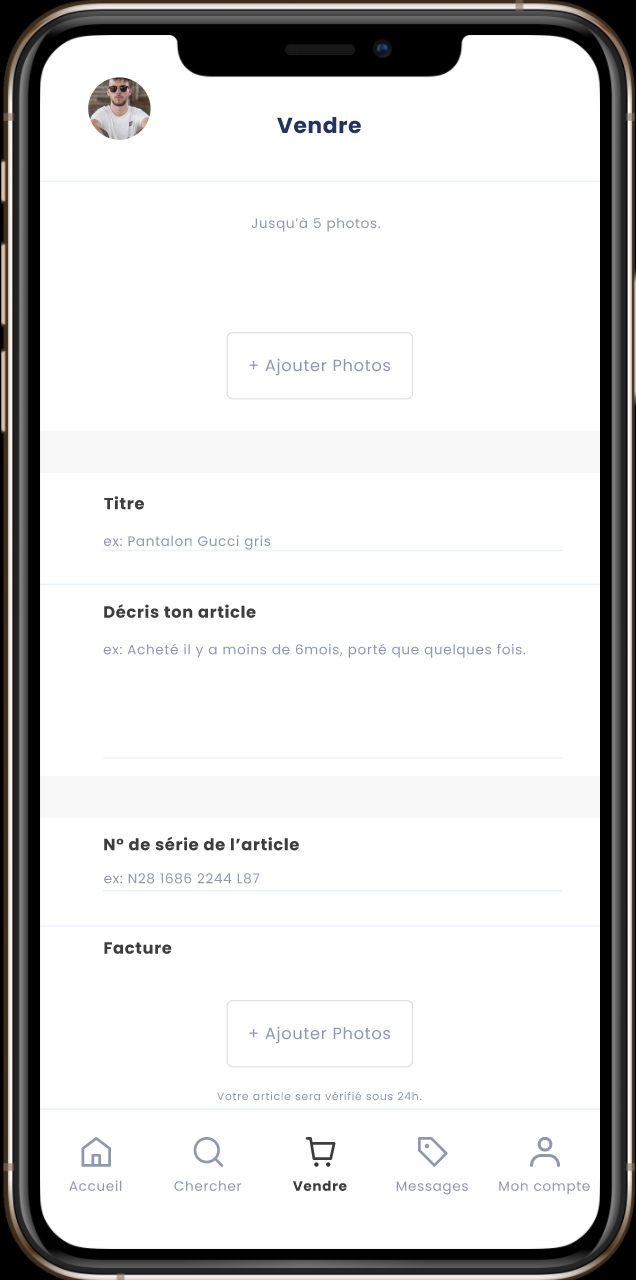 Vendre
Jusqu’à 5 photos.
+ Ajouter Photos
Titre
ex: Pantalon Gucci gris
Décris ton article
ex: Acheté il y a moins de 6mois, porté que quelques fois.
N° de série de l’article
ex: N28 1686 2244 L87
Facture
+ Ajouter Photos
Votre article sera vérifié sous 24h.
Accueil
Chercher
Vendre
Messages
Mon compte